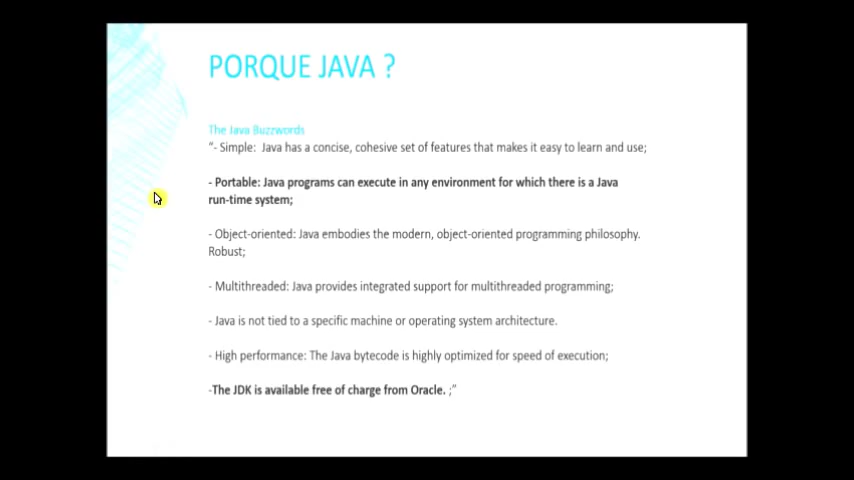 PORQUE JAVA ?
The Java Buzzwords
"- Simple: Java has a concise, cohesive set of features that makes it easy to learn and use;
- Portable: Java programs can execute in any environment for which there is a Java
run-time system;
- Object-oriented: Java embodies the modern, object-oriented programming philosophy.
Robust;
- Multithreaded: Java provides integrated support for multithreaded programming;
- Java is not tied to a specific machine or operating system architecture.
- High performance: The Java bytecode is highly optimized for speed of execution;
-The JDK is available free of charge from Oracle. ;"